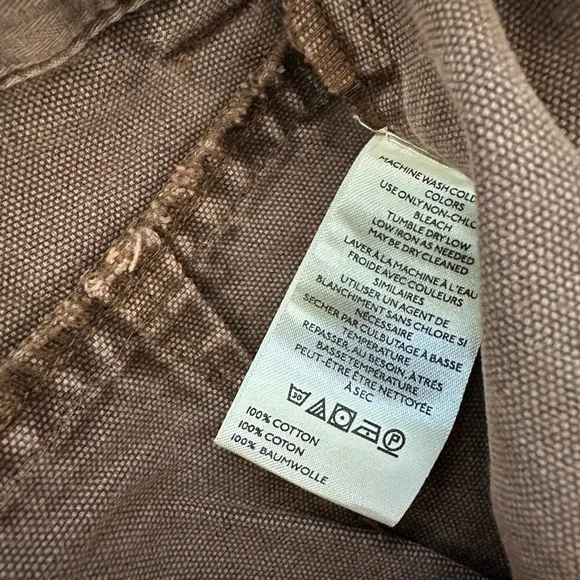 MACHINE WASH COLD
COLORS
USE ONLY NON-CHLO
BLEACH
TUMBLE DRY LOW
LOW IRON AS NEEDED
MAY BE DRY CLEANED
LAVER À LA MACHINE À L'EAU
FROIDE AVEC COULEURS
SIMILAIRES
UTILISER UN AGENT DE
BLANCHIMENT SANS CHLORE SI
NÉCESSAIRE
SÉCHER PAR CULBUTAGE À BASSE
TEMPÉRATURE
REPASSER, AU BESOIN, À TRÈS
BASSE TEMPÉRATURE
PEUT-ÊTRE ÊTRE NETTOYÉE
À SEC
30 P
100% COTTON
100% COTON
100% BAUMWOLLE